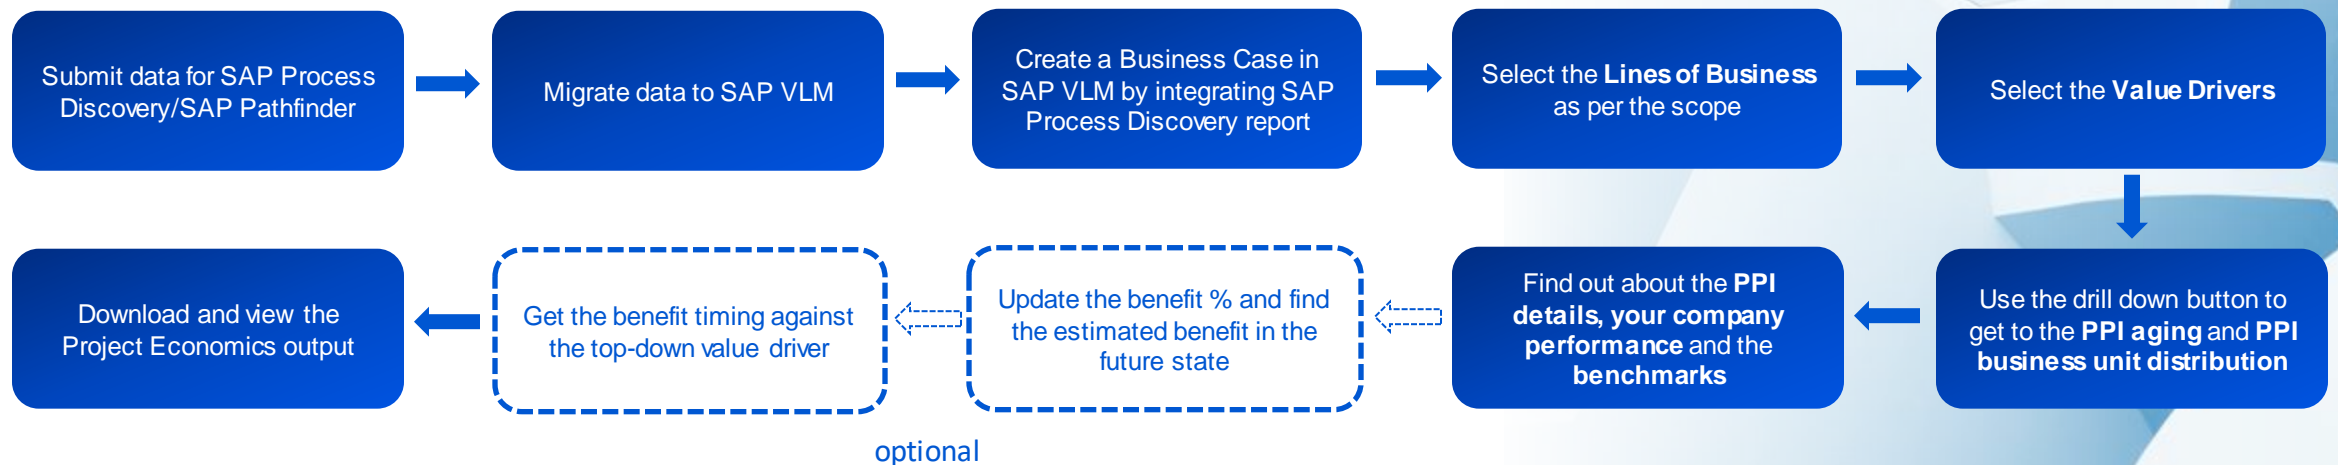 Submit data for SAP Process
Discovery/SAP Pathfinder
Migrate data to SAP VLM
Create a Business Case in
SAP VLM by integrating SAP
Process Discovery report
Select the Lines of Business
as per the scope
Select the Value Drivers
Use the drill down button to
get to the PPI aging and PPI
business unit distribution
Find out about the PPI
details, your company
performance and the
benchmarks
Update the benefit % and find
the estimated benefit in the
future state
Get the benefit timing against
the top-down value driver
Download and view the
Project Economics output
optional